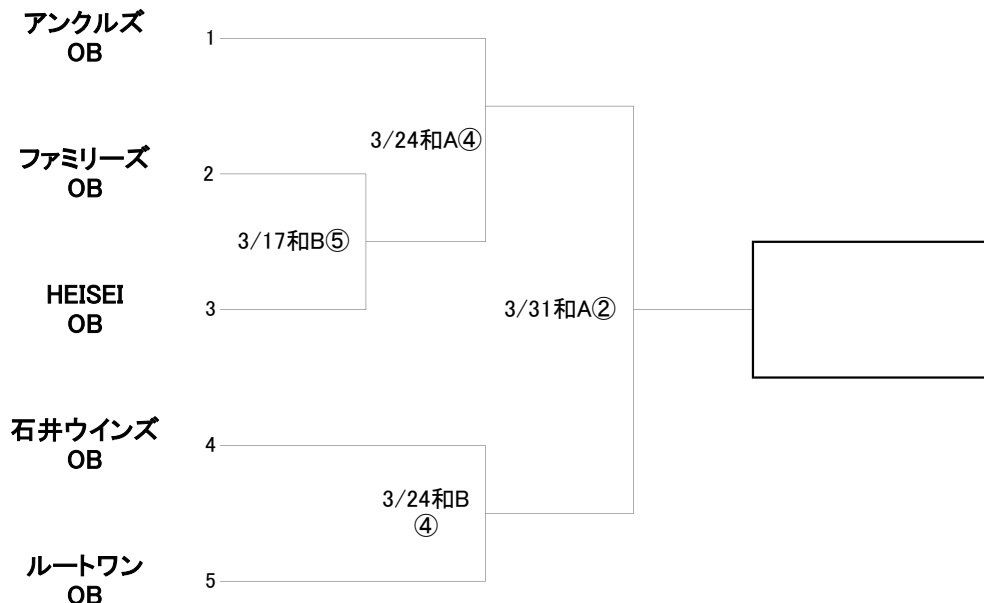 アンクルズ
OB
1
3/24和A④
ファミリーズ
OB
2
3/17和B⑤
HEISEI
OB
3
3/31和A②
石井ウインズ
OB
4
3/24和B
④
ルートワン
OB
5